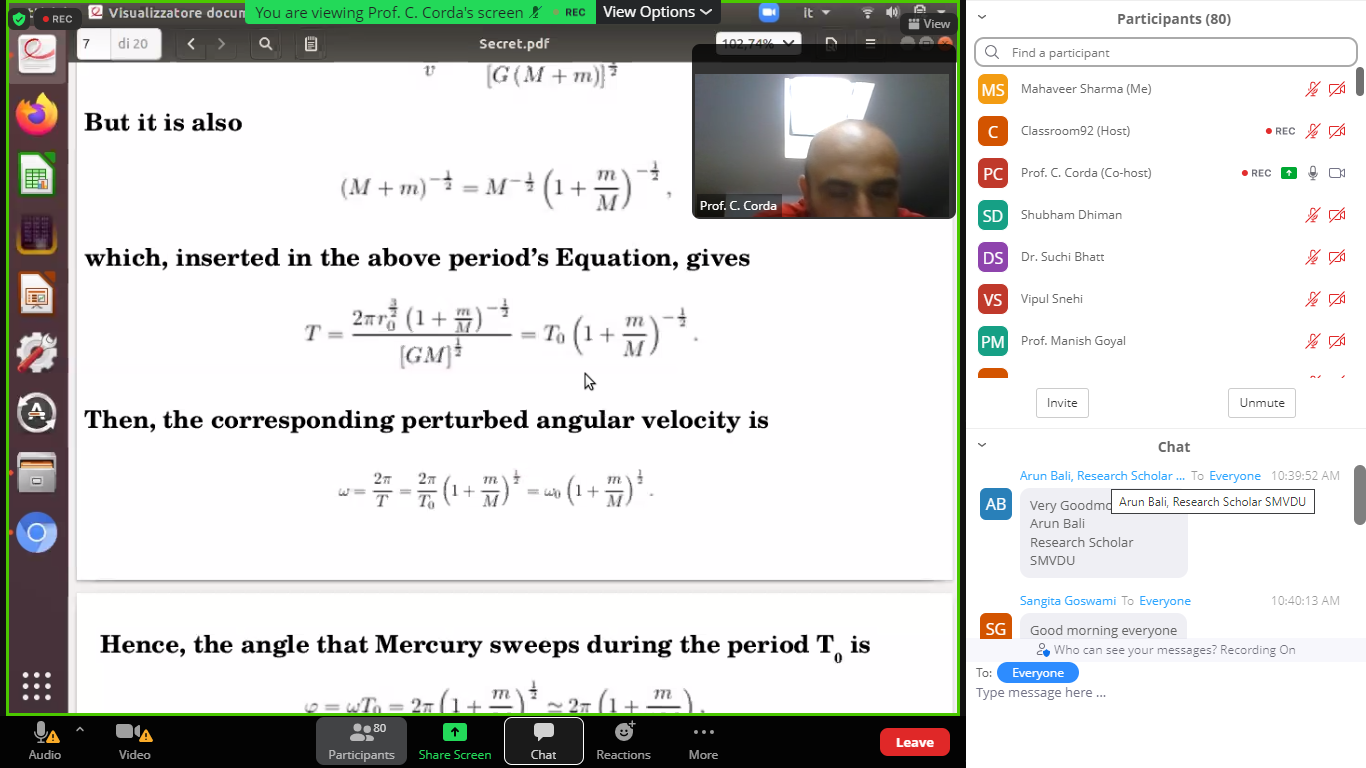 REC
Visualizzatore docum
You are viewing Prof. C. Corda's screen
REC
View Options
It
View
7 di 20
Secret.pdf
102,74%
υ [G (M + m)]^{1/2}
But it is also
(M + m)^{-1/2} = M^{-1/2} (1 + m/M)^{-1/2} ,
Prof. C. Corda
which, inserted in the above period's Equation, gives
T = 2πr_0^{3/2} (1 + m/M)^{-1/2} / [GM]^{1/2} = T_0 (1 + m/M)^{-1/2} .
Then, the corresponding perturbed angular velocity is
ω = 2π/T = 2π/T_0 (1 + m/M)^{1/2} = ω_0 (1 + m/M)^{1/2} .
Hence, the angle that Mercury sweeps during the period T_0 is
φ = ωT_0 = 2π (1 + m)^{1/2} ≃ 2π (1 + m) ,
Audio
Video
80
Participants
Share Screen
Chat
Reactions
More
Leave
Participants (80)
Find a participant
MS Mahaveer Sharma (Me)
C Classroom92 (Host) REC
PC Prof. C. Corda (Co-host) REC
SD Shubham Dhiman
DS Dr. Suchi Bhatt
VS Vipul Snehi
PM Prof. Manish Goyal
Invite Unmute
Chat
Arun Bali, Research Scholar ... To Everyone 10:39:52 AM
AB
Very Goodmo
Arun Bali, Research Scholar SMVDU
Arun Bali
Research Scholar
SMVDU
Sangita Goswami To Everyone 10:40:13 AM
SG Good morning everyone
Who can see your messages? Recording On
To: Everyone
Type message here ...